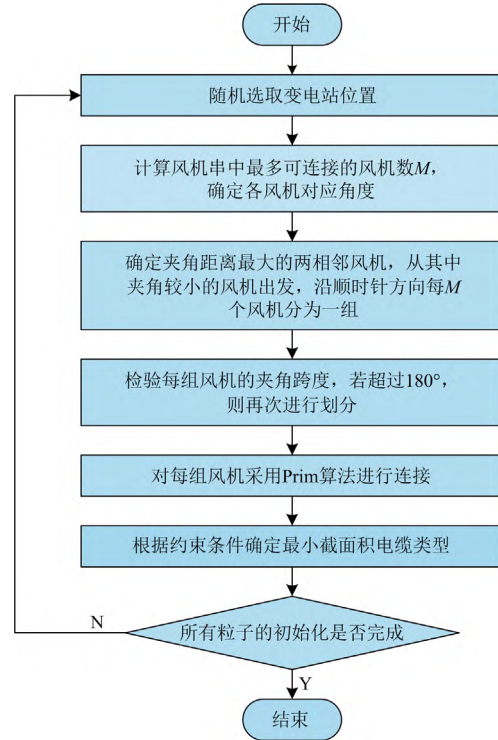 开始
随机选取变电站位置
计算风机串中最多可连接的风机数M，
确定各风机对应角度
确定夹角距离最大的两相邻风机，从其中
夹角较小的风机出发，沿顺时针方向每M
个风机分为一组
检验每组风机的夹角跨度，若超过180°，
则再次进行划分
对每组风机采用Prim算法进行连接
根据约束条件确定最小截面积电缆类型
N
所有粒子的初始化是否完成
Y
结束